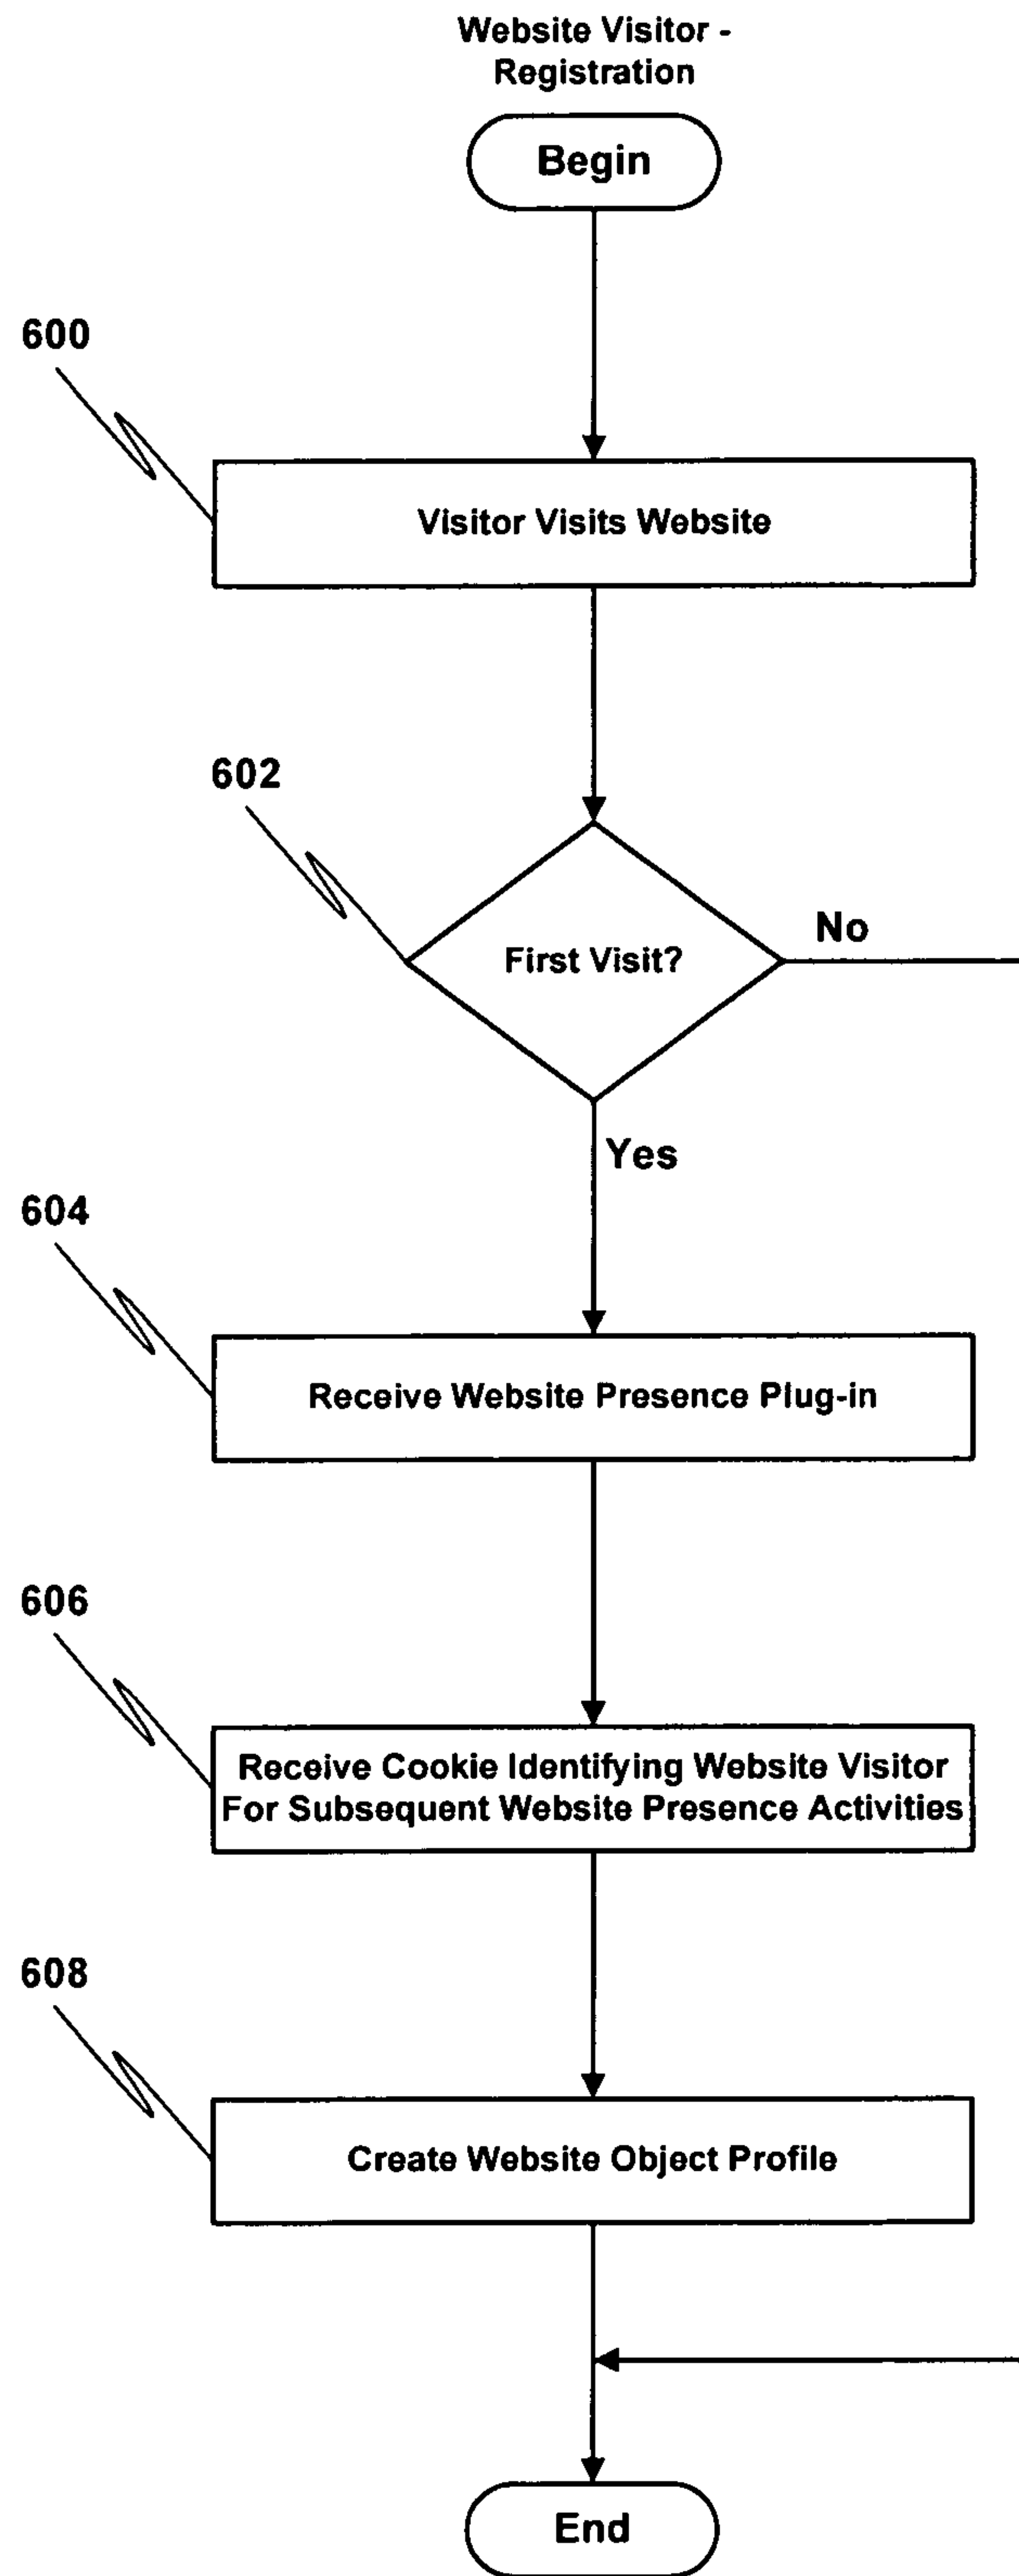 Website Visitor -
Registration
Begin
600
Visitor Visits Website
602
First Visit?
No
Yes
604
Receive Website Presence Plug-in
606
Receive Cookie Identifying Website Visitor
For Subsequent Website Presence Activities
608
Create Website Object Profile
End